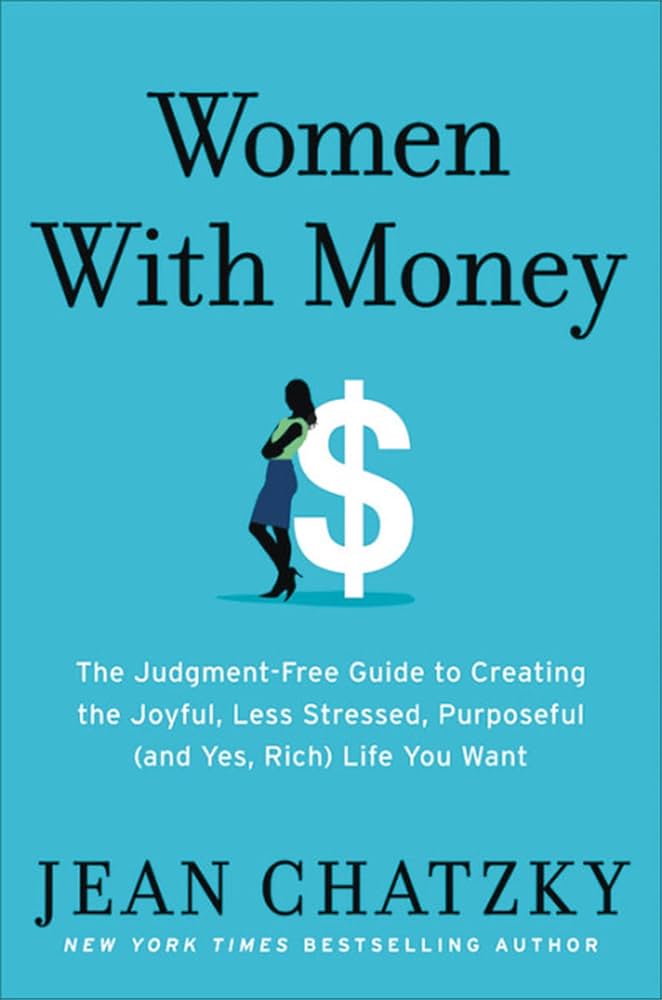 Women
With Money
$
The Judgment-Free Guide to Creating
the Joyful, Less Stressed, Purposeful
(and Yes, Rich) Life You Want
JEAN CHATZKY
NEW YORK TIMES BESTSELLING AUTHOR